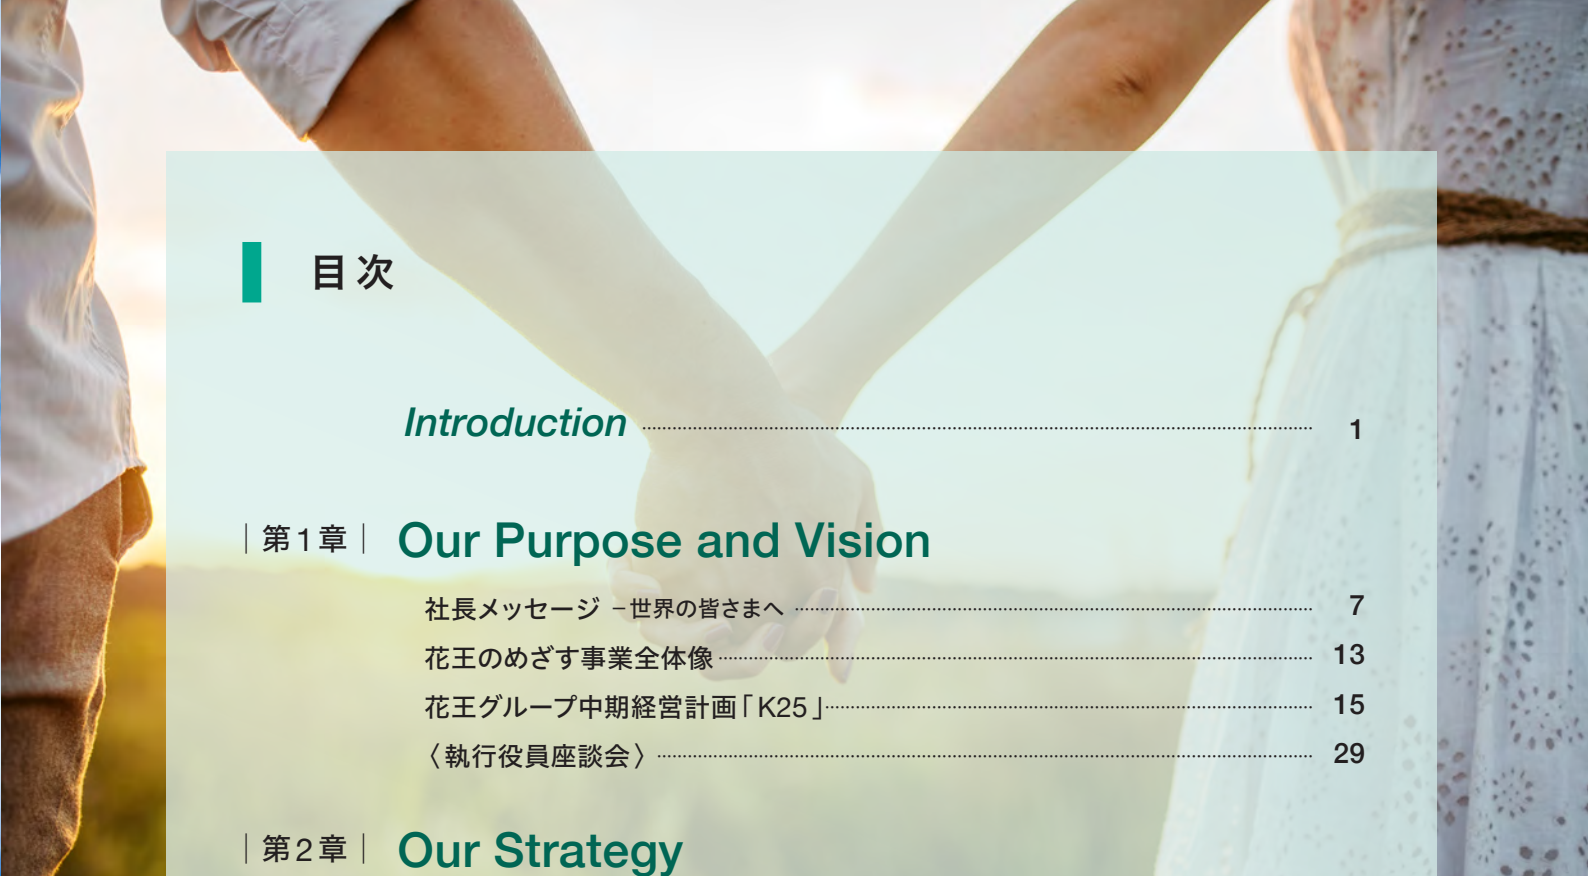 目次
Introduction 1
|第1章| Our Purpose and Vision
社長メッセージ −世界の皆さまへ 7
花王のめざす事業全体像 13
花王グループ中期経営計画「K25」 15
〈執行役員座談会〉 29
|第2章| Our Strategy